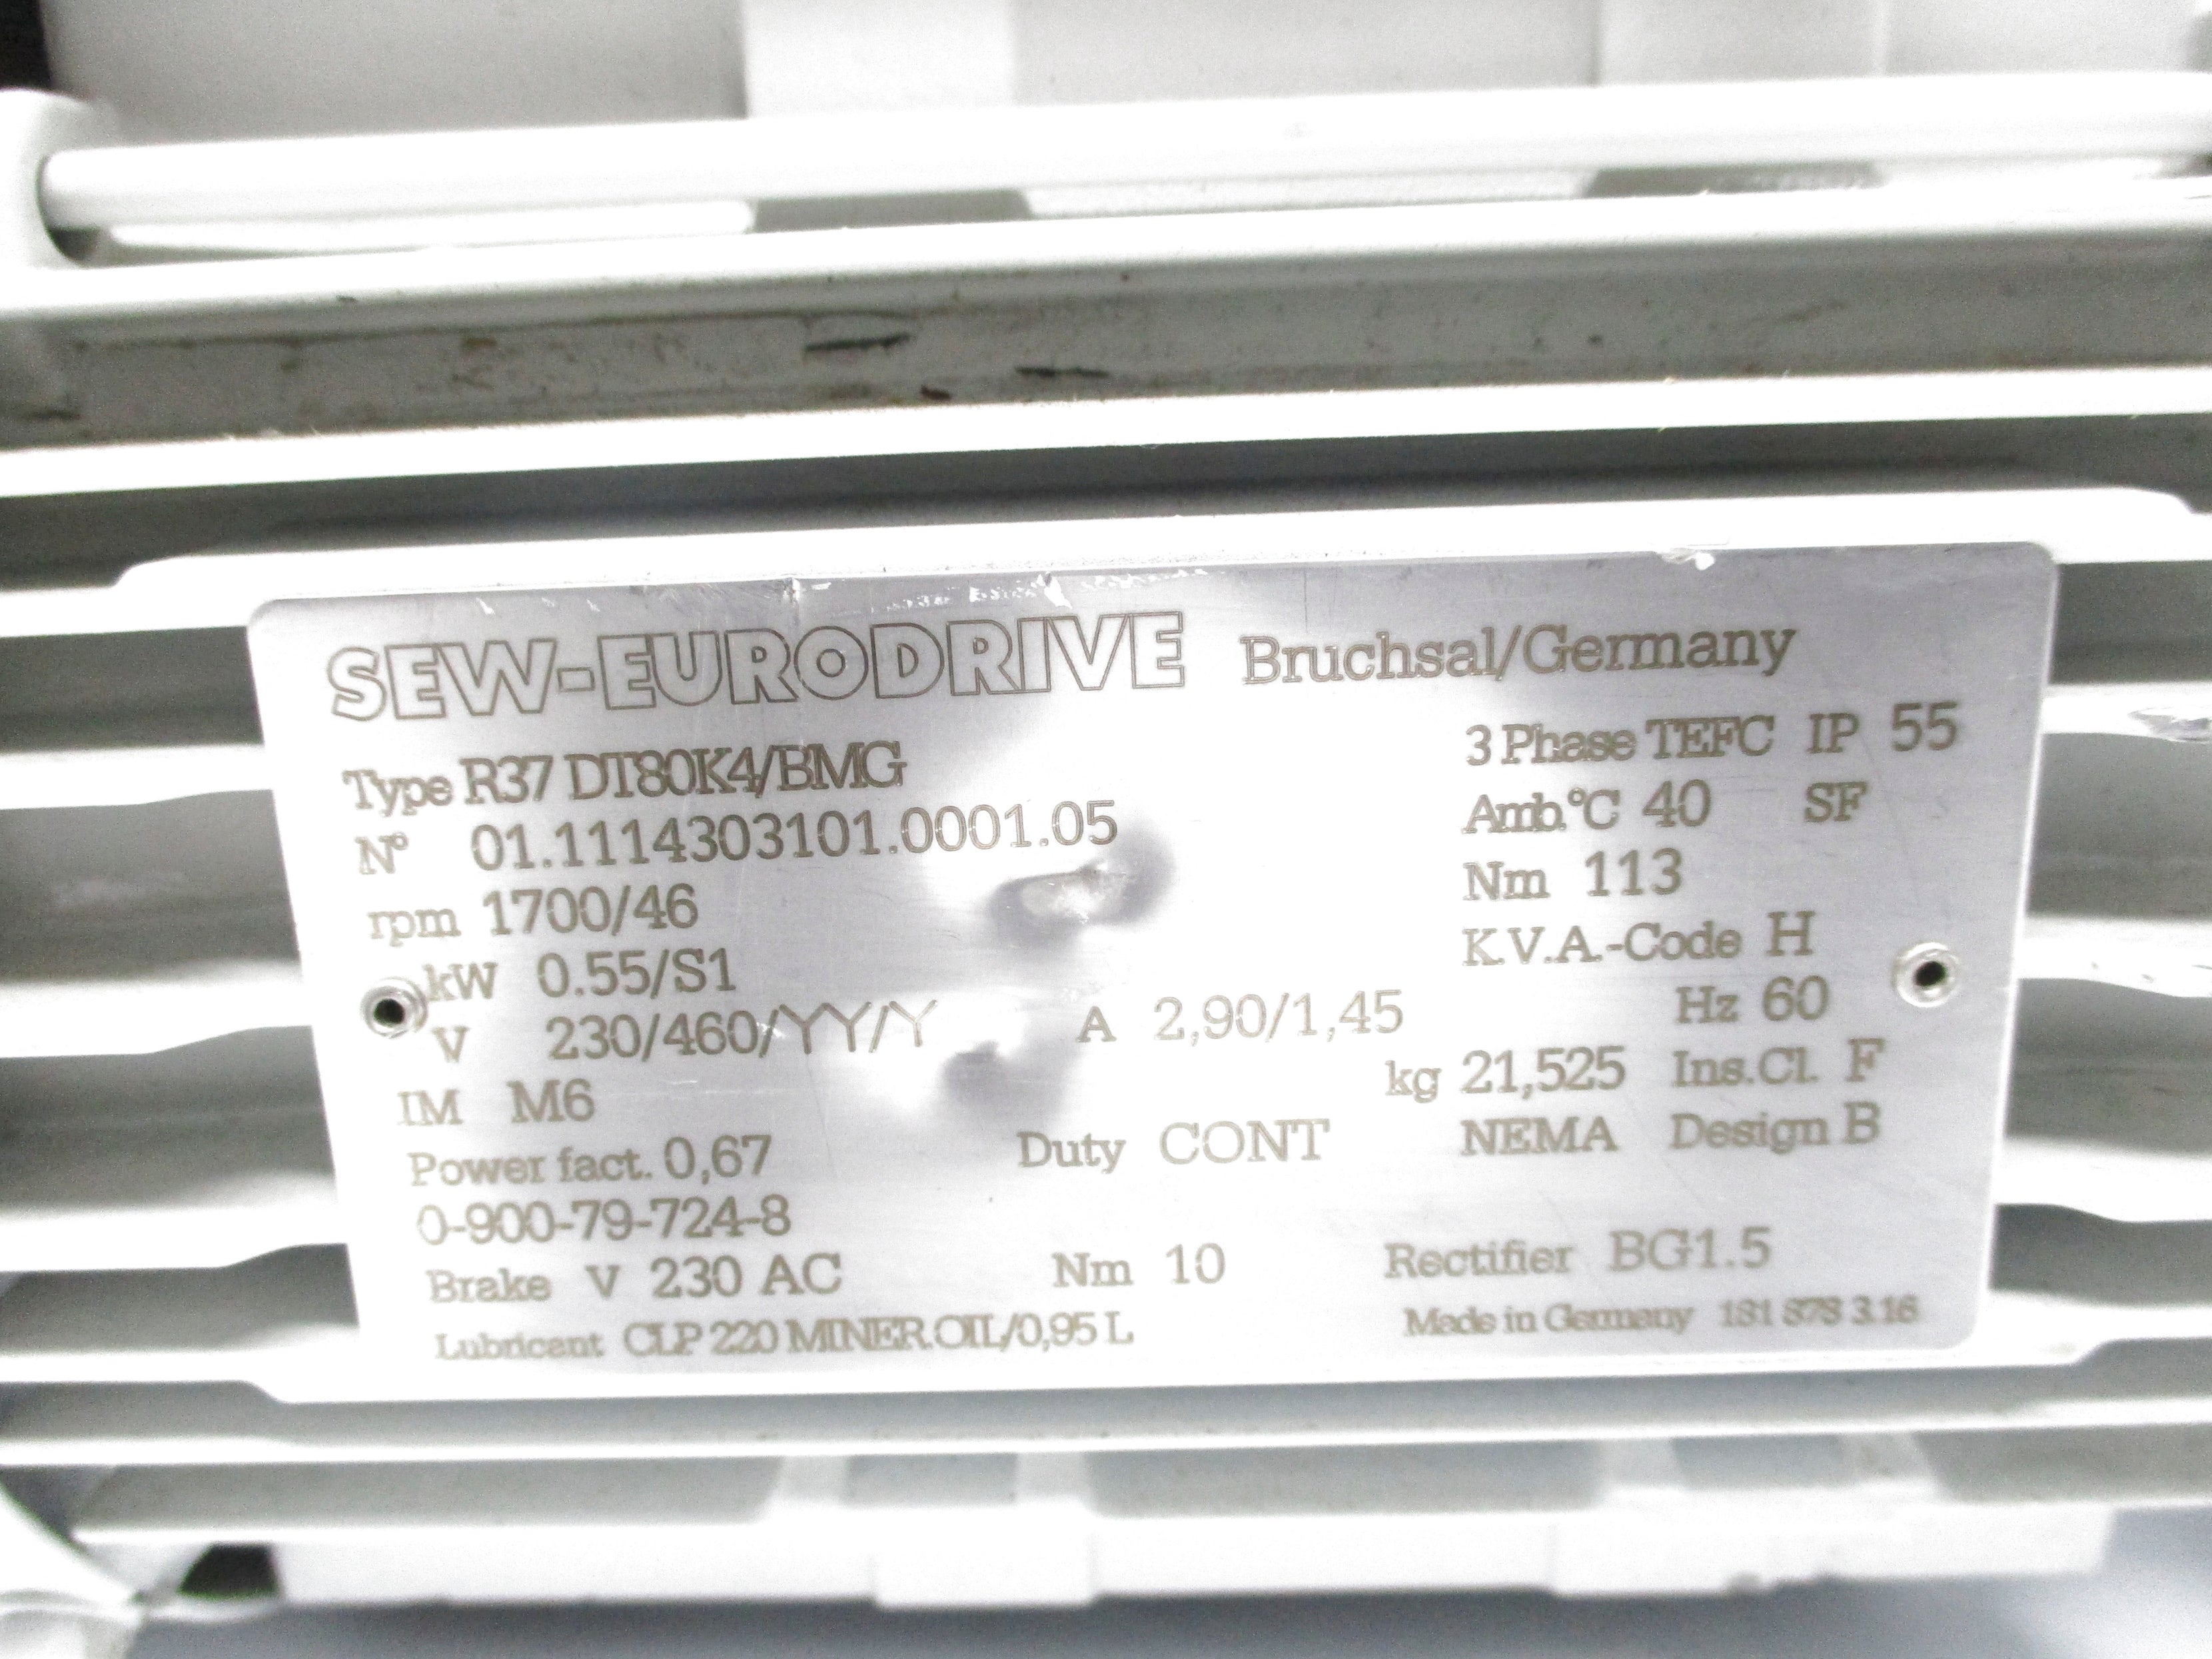 SEW-EURODRIVE Bruchsal/Germany
Type R37 DT80K4/BMG 3 Phase TEFC IP 55
N° 01.1114303101.0001.05 Amb.°C 40 SF
rpm 1700/46 Nm 113
kW 0.55/S1 K.V.A.-Code H
V 230/460/YY/Y A 2,90/1,45 Hz 60
IM M6 kg 21,525 Ins.Cl. F
Power fact. 0,67 Duty CONT NEMA Design B
0-900-79-724-8
Brake V 230 AC Nm 10 Rectifier BG1.5
Lubricant CLP 220 MINER.OIL/0,95 L Made in Germany 181 878 3.16